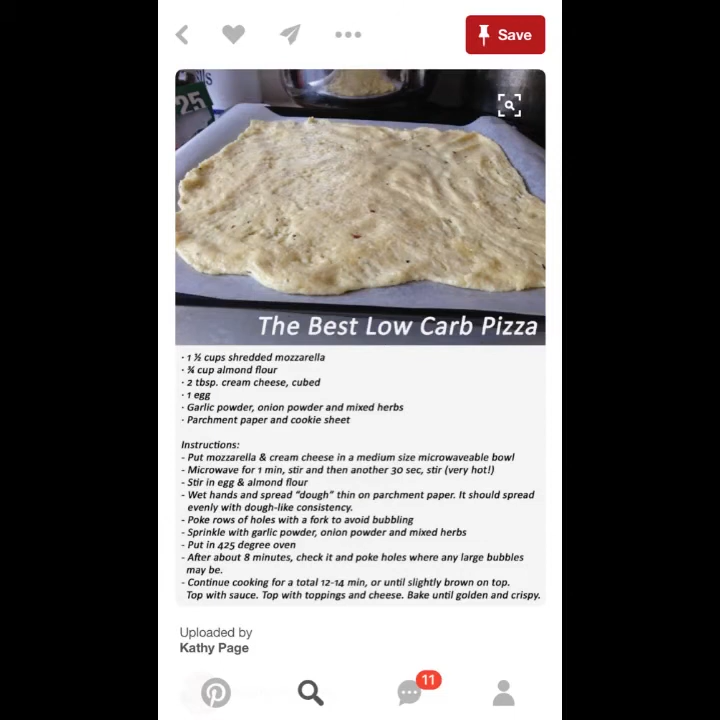 Save
25
The Best Low Carb Pizza
· 1 ½ cups shredded mozzarella
· ¾ cup almond flour
· 2 tbsp. cream cheese, cubed
· 1 egg
· Garlic powder, onion powder and mixed herbs
· Parchment paper and cookie sheet
Instructions:
- Put mozzarella & cream cheese in a medium size microwaveable bowl
- Microwave for 1 min, stir and then another 30 sec, stir (very hot!)
- Stir in egg & almond flour
- Wet hands and spread “dough” thin on parchment paper. It should spread
evenly with dough-like consistency.
- Poke rows of holes with a fork to avoid bubbling
- Sprinkle with garlic powder, onion powder and mixed herbs
- Put in 425 degree oven
- After about 8 minutes, check it and poke holes where any large bubbles
may be.
- Continue cooking for a total 12-14 min, or until slightly brown on top.
Top with sauce. Top with toppings and cheese. Bake until golden and crispy.
Uploaded by
Kathy Page
11